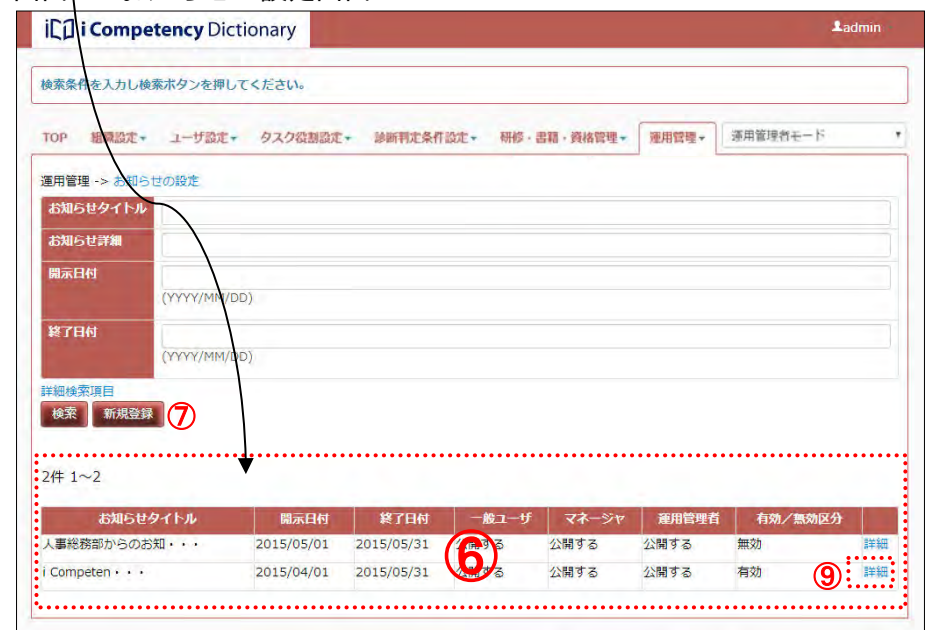 i Competency Dictionary
admin
検索条件を入力し検索ボタンを押してください。
TOP 組織設定 ユーザ設定 タスク役割設定 診断判定条件設定 研修・書籍・資格管理 運用管理 運用管理者モード
運用管理 -> お知らせの設定
お知らせタイトル
お知らせ詳細
開示日付
(YYYY/MM/DD)
終了日付
(YYYY/MM/DD)
詳細検索項目
検索 新規登録 ⑦
2件 1～2
お知らせタイトル 開示日付 終了日付 一般ユーザ マネージャ 運用管理者 有効／無効区分
人事総務部からのお知・・・ 2015/05/01 2015/05/31 公開する 公開する 公開する 無効 詳細
⑥
i Competen・・・ 2015/04/01 2015/05/31 公開する 公開する 公開する 有効 ⑨ 詳細